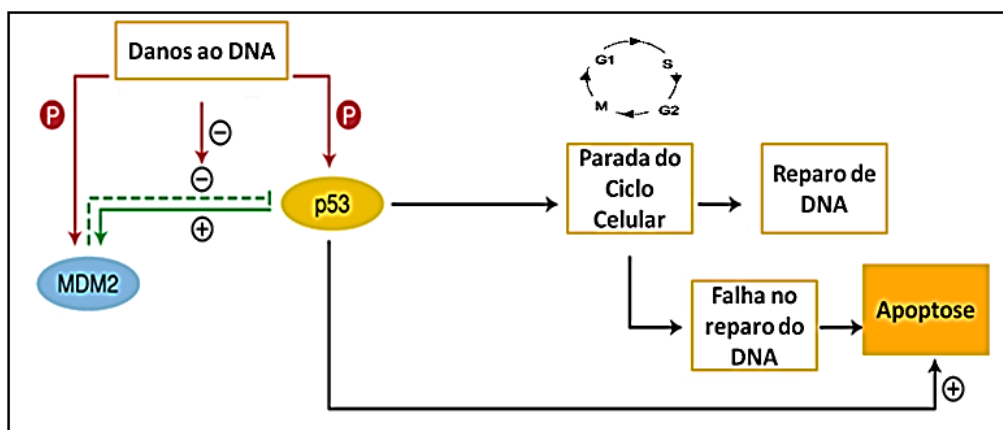 Danos ao DNA
P
P
−
−
+
p53
MDM2
G1
S
M
G2
Parada do
Ciclo
Celular
Reparo de
DNA
Falha no
reparo do
DNA
Apoptose
+